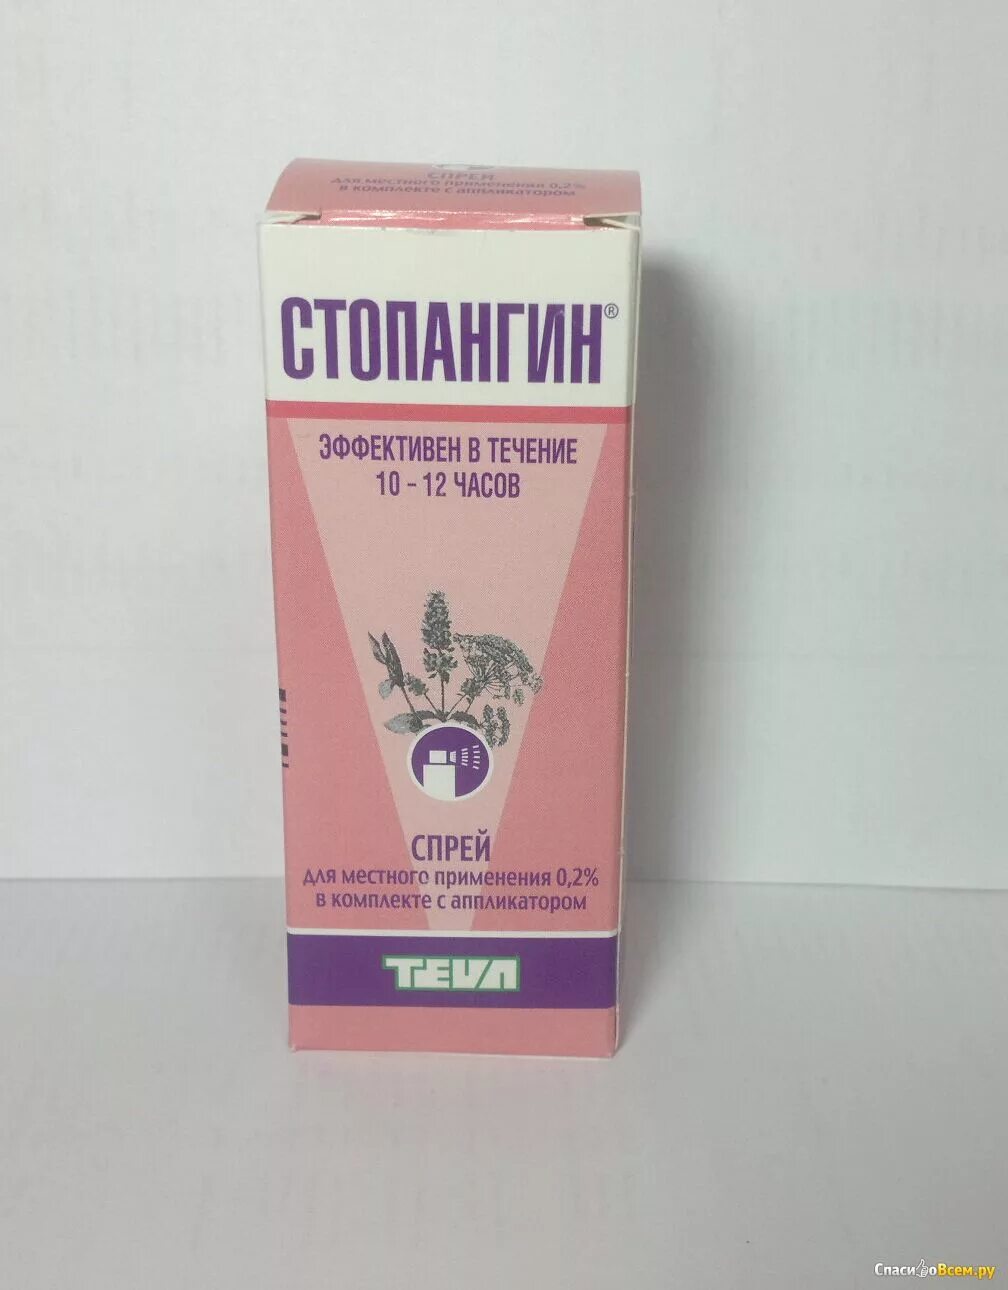 СПРЕЙ
для местного применения 0,2%
в комплекте с аппликатором
СТОПАНГИН®
ЭФФЕКТИВЕН В ТЕЧЕНИЕ
10 - 12 ЧАСОВ
СПРЕЙ
для местного применения 0,2%
в комплекте с аппликатором
TEVA
СпасибоВсем.ру